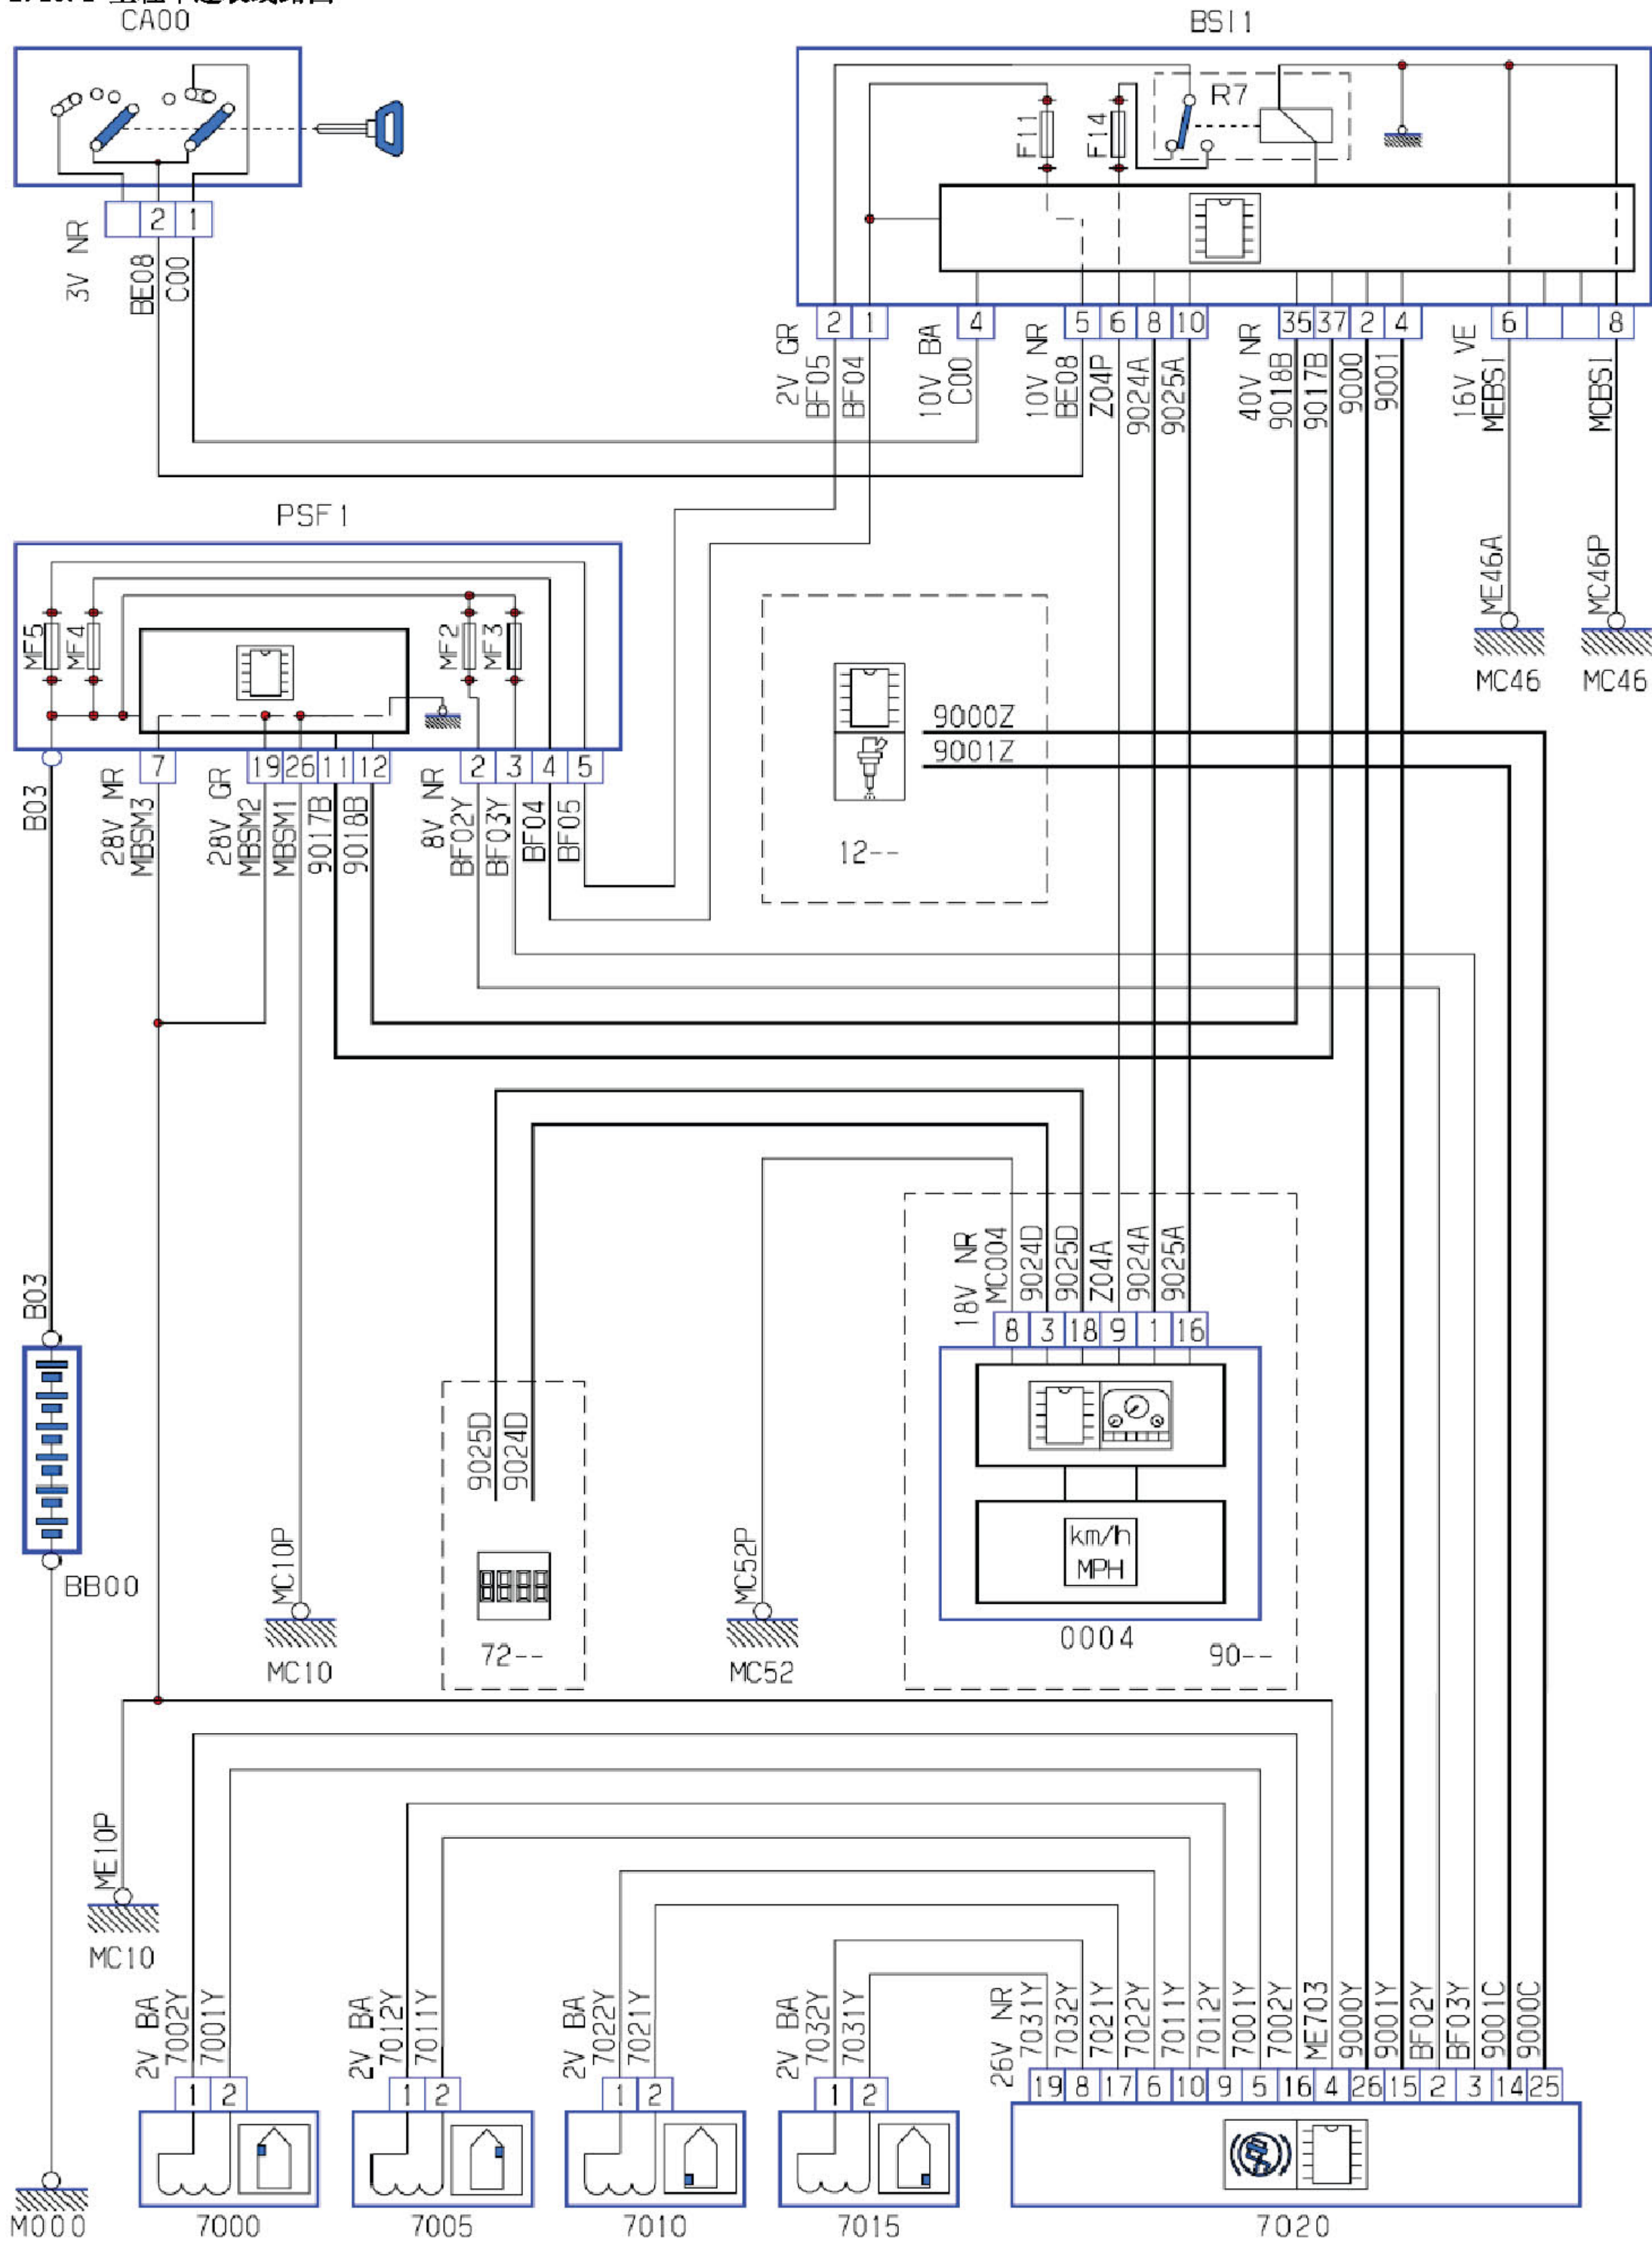 CA00
BSI1
R7
F11
F14
2 1
3V NR
BE08
C00
2 1 4 5 6 8 10 35 37 2 4 6 8
2V GR
BF05
BF04
10V BA
C00
10V NR
BE08
Z04P
9024A
9025A
40V NR
9018B
9017B
9000
9001
16V VE
MEBSI
MCBSI
ME46A
MC46P
MC46
MC46
PSF1
MF5
MF4
MF2
MF3
7 19 26 11 12 2 3 4 5
B03
28V MR
MBSM3
28V GR
MBSM2
MBSM1
9017B
9018B
8V NR
BF02Y
BF03Y
BF04
BF05
9000Z
9001Z
12--
B03
BB00
MC10P
MC10
9025D
9024D
72--
MC52P
MC52
18V NR
MC004
9024D
9025D
Z04A
9024A
9025A
8 3 18 9 1 16
km/h
MPH
0004
90--
ME10P
MC10
2V BA
7002Y
7001Y
2V BA
7012Y
7011Y
2V BA
7022Y
7021Y
2V BA
7032Y
7031Y
26V NR
7031Y
7032Y
7021Y
7022Y
7011Y
7012Y
7001Y
7002Y
ME703
9000Y
9001Y
BF02Y
BF03Y
9001C
9000C
1 2
1 2
1 2
1 2
19 8 17 6 10 9 5 16 4 26 15 2 3 14 25
M000
7000
7005
7010
7015
7020